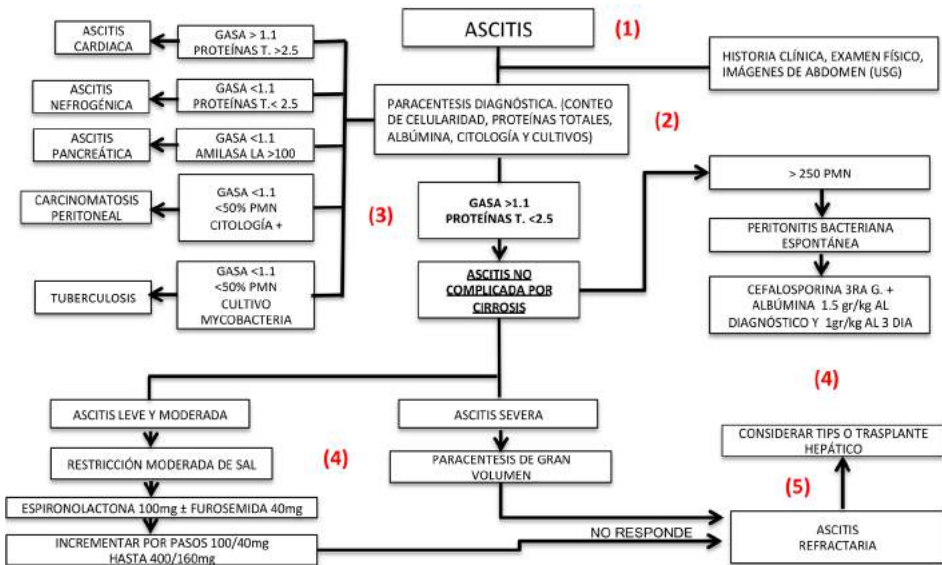 ASCITIS
(1)
HISTORIA CLÍNICA, EXAMEN FÍSICO,
IMÁGENES DE ABDOMEN (USG)
PARACENTESIS DIAGNÓSTICA. (CONTEO
DE CELULARIDAD, PROTEÍNAS TOTALES,
ALBÚMINA, CITOLOGÍA Y CULTIVOS)
(2)
ASCITIS
CARDIACA
GASA > 1.1
PROTEÍNAS T. >2.5
ASCITIS
NEFROGÉNICA
GASA <1.1
PROTEÍNAS T.< 2.5
ASCITIS
PANCREÁTICA
GASA <1.1
AMILASA LA >100
CARCINOMATOSIS
PERITONEAL
GASA <1.1
<50% PMN
CITOLOGÍA +
TUBERCULOSIS
GASA <1.1
<50% PMN
CULTIVO
MYCOBACTERIA
(3)
GASA >1.1
PROTEÍNAS T. <2.5
ASCITIS NO
COMPLICADA POR
CIRROSIS
> 250 PMN
PERITONITIS BACTERIANA
ESPONTÁNEA
CEFALOSPORINA 3RA G. +
ALBÚMINA 1.5 gr/kg AL
DIAGNÓSTICO Y 1gr/kg AL 3 DIA
(4)
ASCITIS LEVE Y MODERADA
RESTRICCIÓN MODERADA DE SAL
ESPIRONOLACTONA 100mg ± FUROSEMIDA 40mg
INCREMENTAR POR PASOS 100/40mg
HASTA 400/160mg
(4)
ASCITIS SEVERA
PARACENTESIS DE GRAN
VOLUMEN
NO RESPONDE
CONSIDERAR TIPS O TRASPLANTE
HEPÁTICO
(5)
ASCITIS
REFRACTARIA